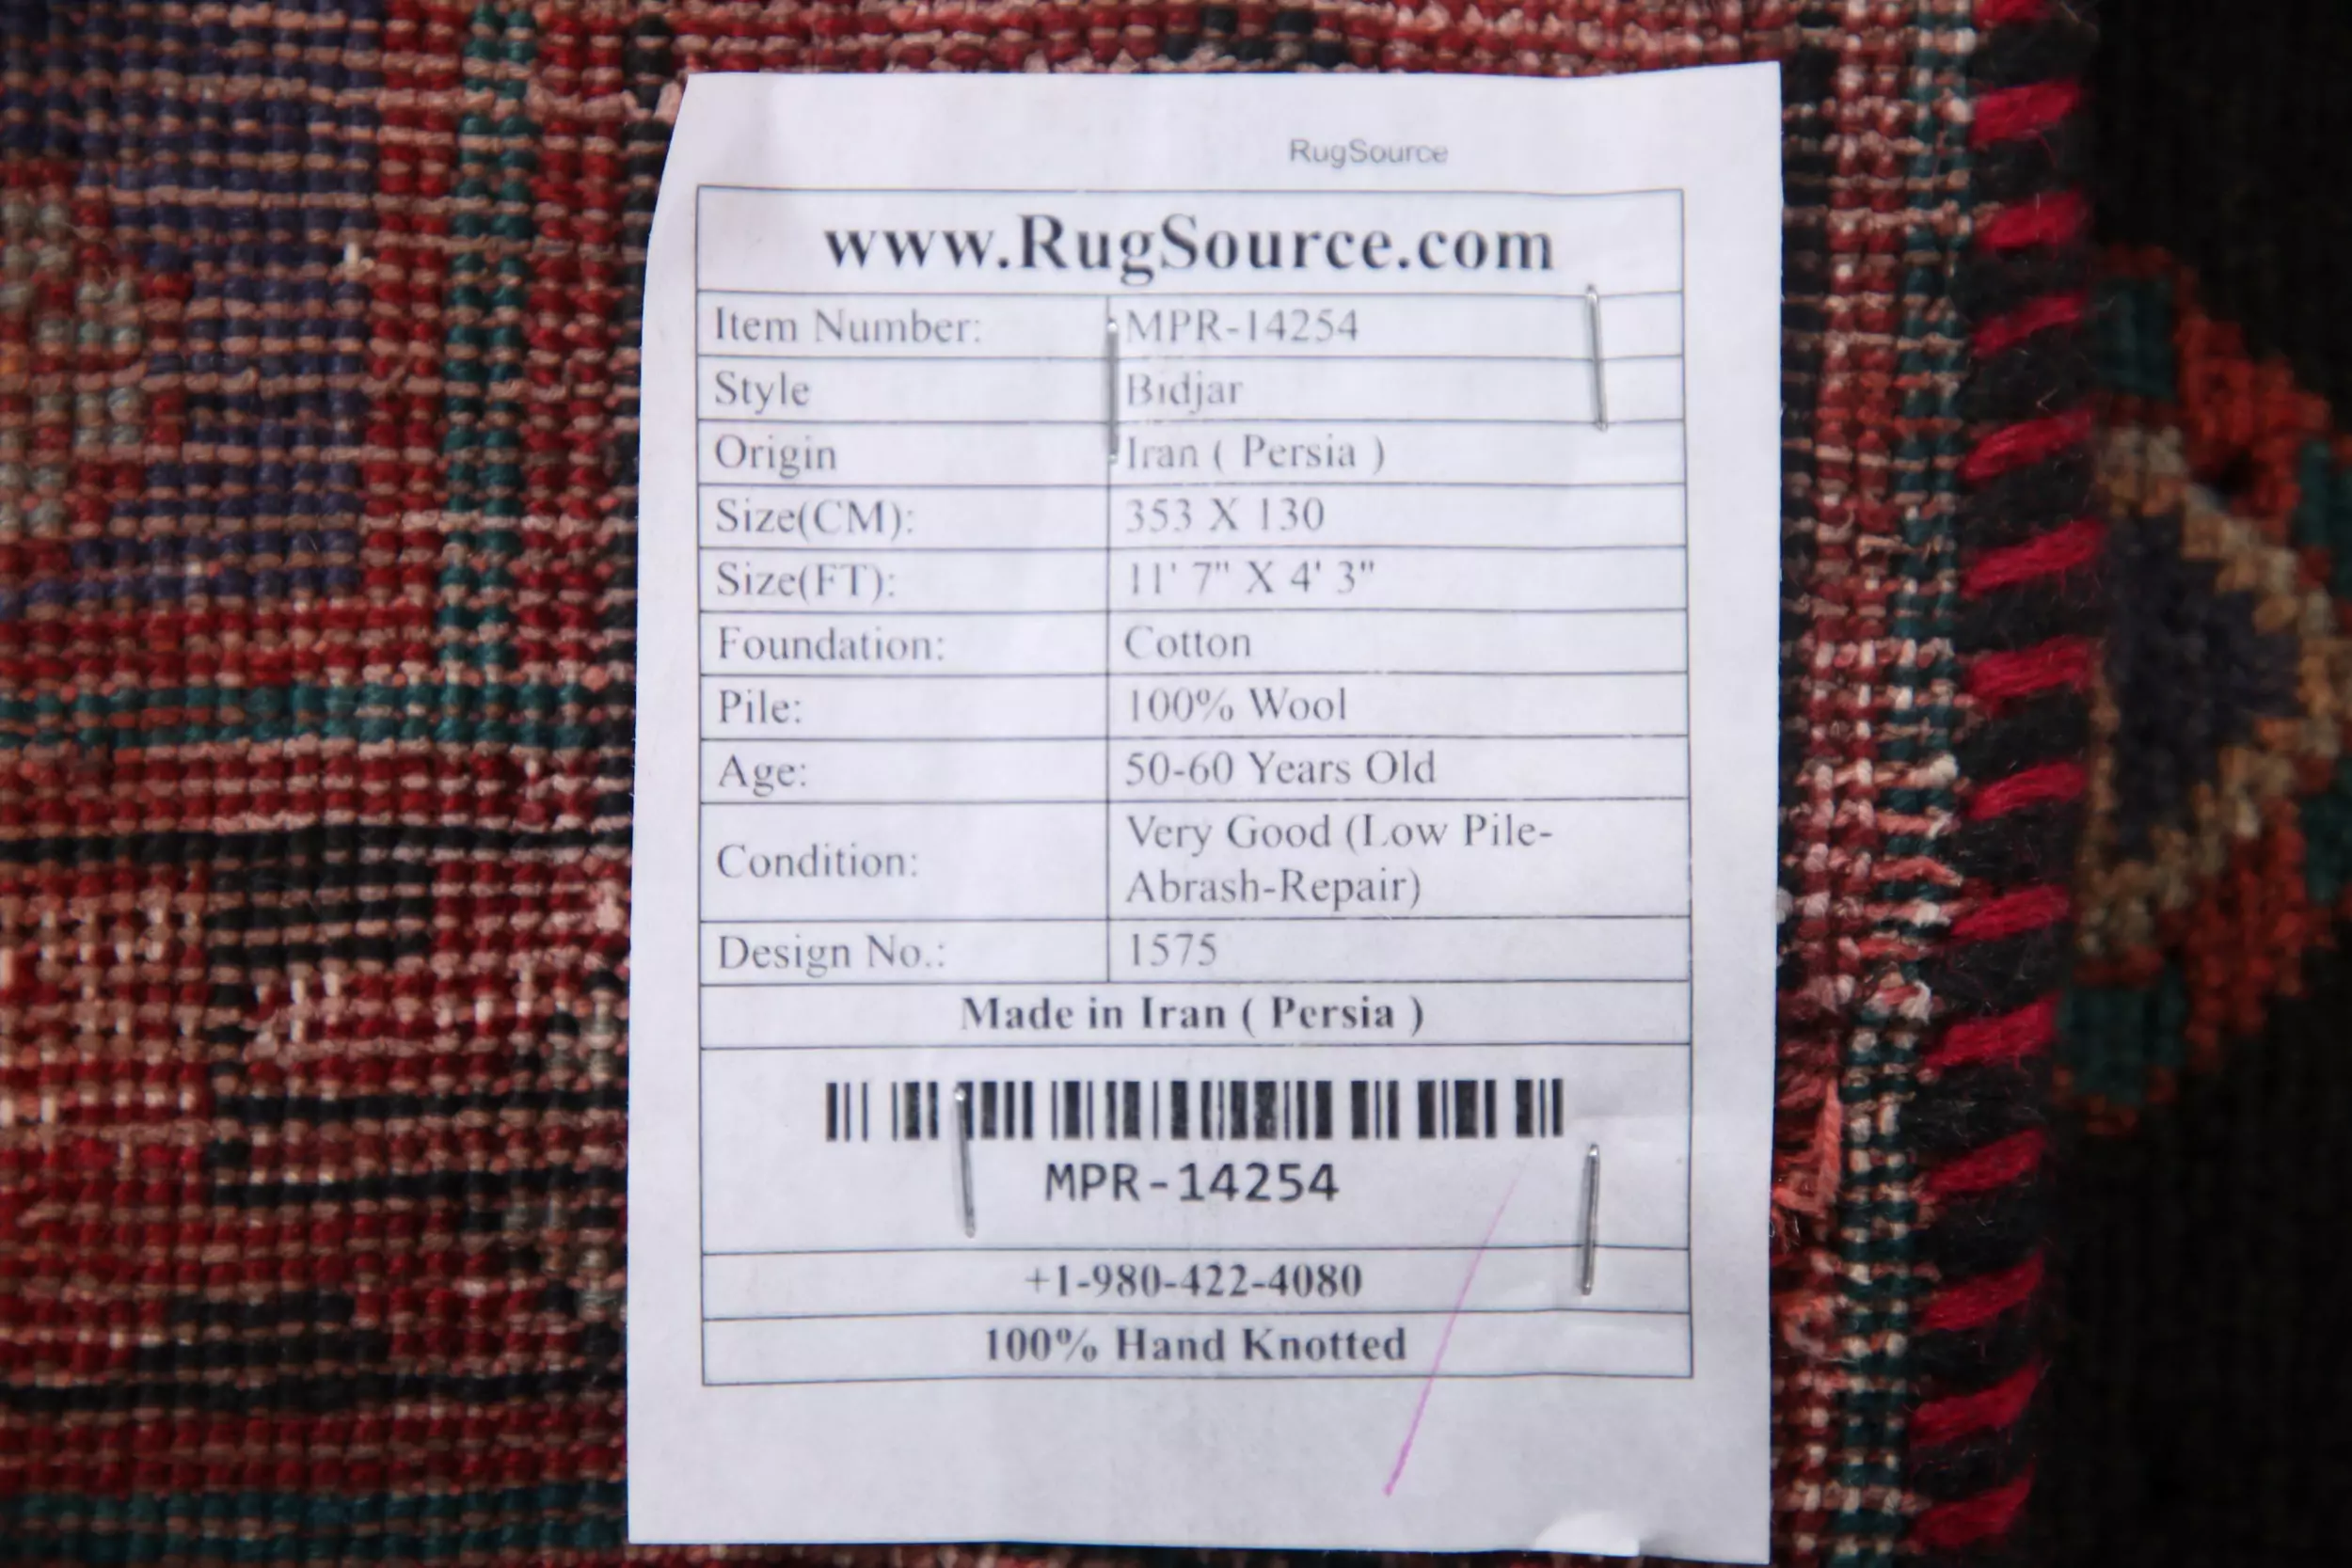 RugSource
www.RugSource.com
Item Number: MPR-14254
Style Bidjar
Origin Iran ( Persia )
Size(CM): 353 X 130
Size(FT): 11' 7" X 4' 3"
Foundation: Cotton
Pile: 100% Wool
Age: 50-60 Years Old
Condition: Very Good (Low Pile-
Abrash-Repair)
Design No.: 1575
Made in Iran ( Persia )
MPR-14254
+1-980-422-4080
100% Hand Knotted